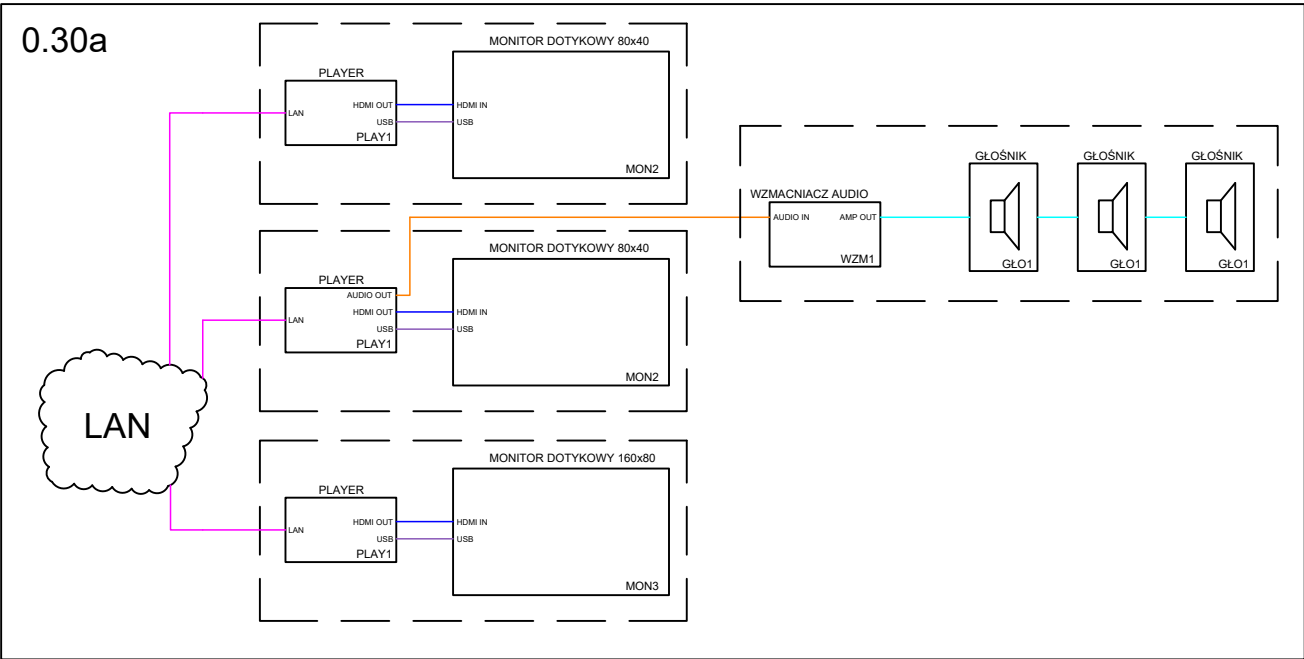 0.30a
MONITOR DOTYKOWY 80x40
PLAYER
LAN
HDMI OUT
HDMI IN
USB
USB
PLAY1
MON2
MONITOR DOTYKOWY 80x40
PLAYER
AUDIO OUT
LAN
HDMI OUT
HDMI IN
USB
USB
PLAY1
MON2
WZMACNIACZ AUDIO
AUDIO IN
AMP OUT
WZM1
GŁOŚNIK
GŁO1
GŁOŚNIK
GŁO1
GŁOŚNIK
GŁO1
LAN
MONITOR DOTYKOWY 160x80
PLAYER
LAN
HDMI OUT
HDMI IN
USB
USB
PLAY1
MON3